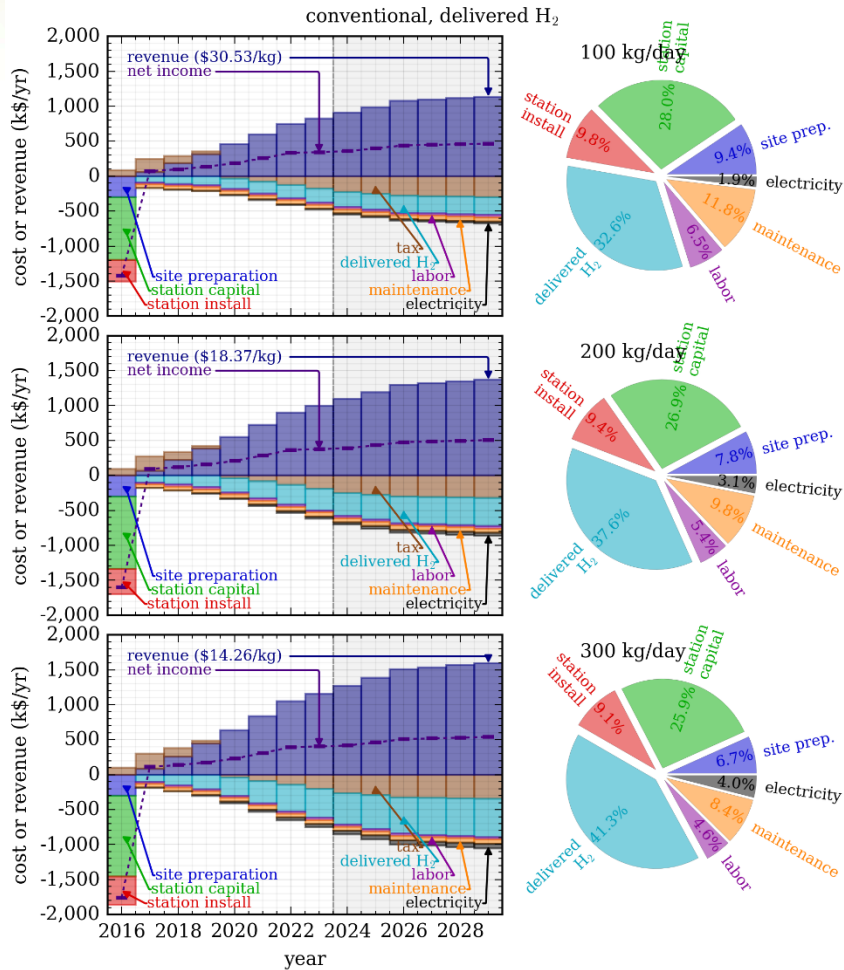 conventional, delivered H₂
2,000
1,500
1,000
500
0
-500
-1,000
-1,500
-2,000
cost or revenue (k$/yr)
revenue ($30.53/kg)
net income
tax
delivered H₂
site preparation
labor
station capital
maintenance
station install
electricity
100 kg/day
station
capital
28.0%
station
install
9.8%
site prep.
9.4%
electricity
1.9%
maintenance
11.8%
labor
6.5%
delivered
H₂
32.6%
2,000
1,500
1,000
500
0
-500
-1,000
-1,500
-2,000
cost or revenue (k$/yr)
revenue ($18.37/kg)
net income
tax
delivered H₂
site preparation
labor
station capital
maintenance
station install
electricity
200 kg/day
station
capital
26.9%
station
install
9.4%
site prep.
7.8%
electricity
3.1%
maintenance
9.8%
labor
5.4%
delivered
H₂
37.6%
2,000
1,500
1,000
500
0
-500
-1,000
-1,500
-2,000
cost or revenue (k$/yr)
revenue ($14.26/kg)
net income
tax
delivered H₂
site preparation
labor
station capital
maintenance
station install
electricity
2016 2018 2020 2022 2024 2026 2028
year
300 kg/day
station
capital
25.9%
station
install
9.1%
site prep.
6.7%
electricity
4.0%
maintenance
8.4%
labor
4.6%
delivered
H₂
41.3%